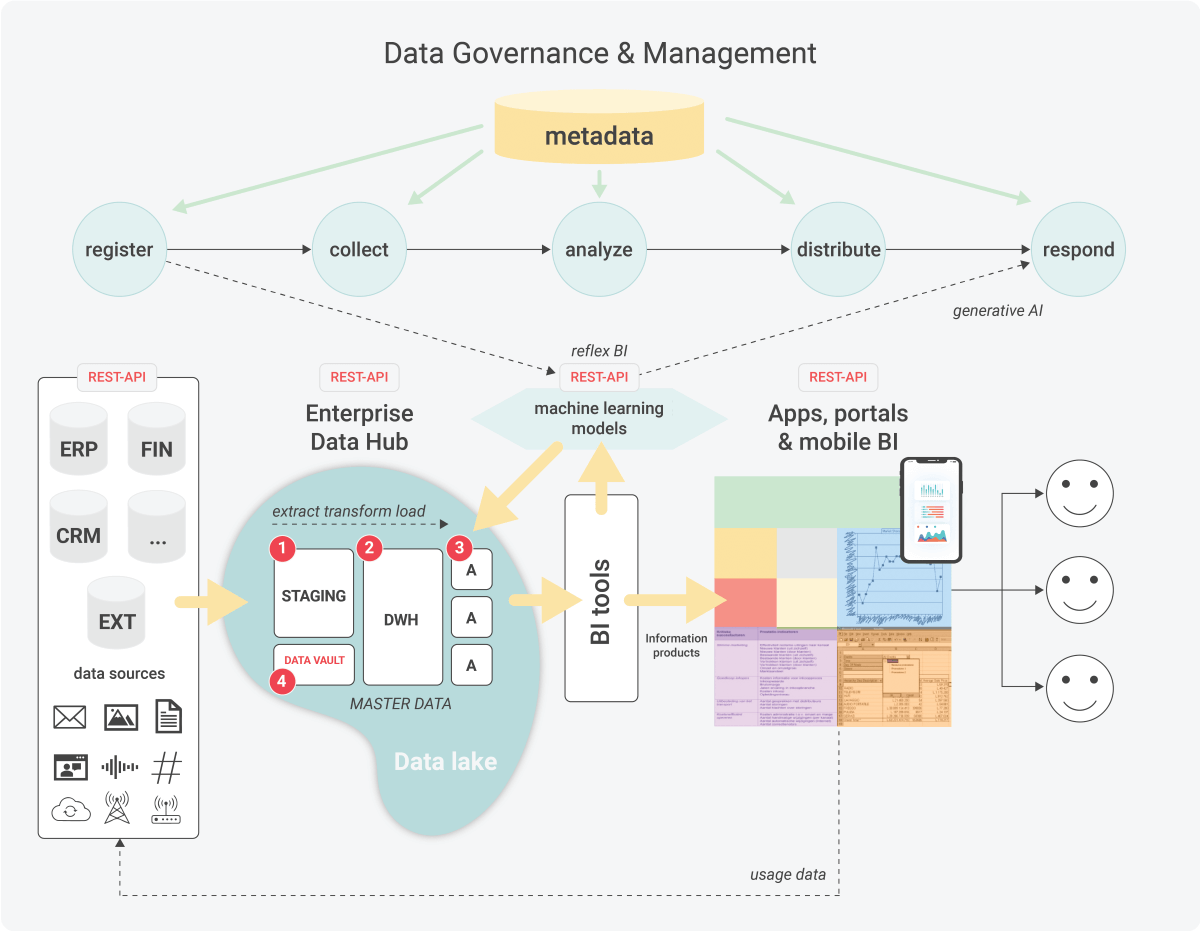 Data Governance & Management
metadata
register
collect
analyze
distribute
respond
generative AI
reflex BI
REST-API
REST-API
REST-API
REST-API
machine learning
models
Enterprise
Data Hub
Apps, portals
& mobile BI
ERP
FIN
CRM
...
EXT
data sources
extract transform load
1
2
3
STAGING
DWH
A
A
A
DATA VAULT
4
MASTER DATA
Data lake
BI tools
Information
products
usage data